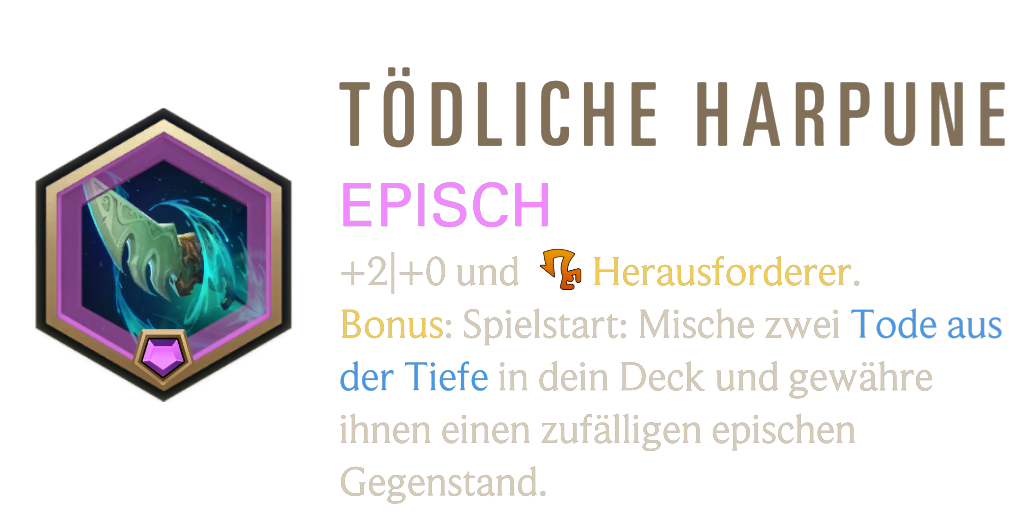 TÖDLICHE HARPUNE
EPISCH
+2|+0 und Herausforderer.
Bonus: Spielstart: Mische zwei Tode aus
der Tiefe in dein Deck und gewähre
ihnen einen zufälligen epischen
Gegenstand.